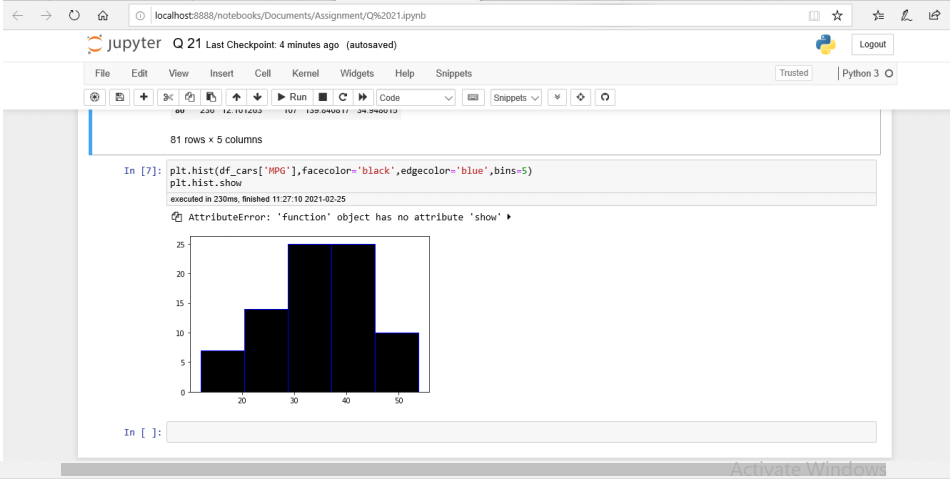 localhost:8888/notebooks/Documents/Assignment/Q%2021.ipynb
jupyter Q 21 Last Checkpoint: 4 minutes ago (autosaved)
Logout
File Edit View Insert Cell Kernel Widgets Help Snippets
Trusted Python 3
Run Code Snippets
80 236 12.101263 107 139.840817 34.948615
81 rows × 5 columns
In [7]: plt.hist(df_cars['MPG'],facecolor='black',edgecolor='blue',bins=5)
plt.hist.show
executed in 230ms, finished 11:27:10 2021-02-25
AttributeError: 'function' object has no attribute 'show'
25
20
15
10
5
0
20 30 40 50
In [ ]:
Activate Windows